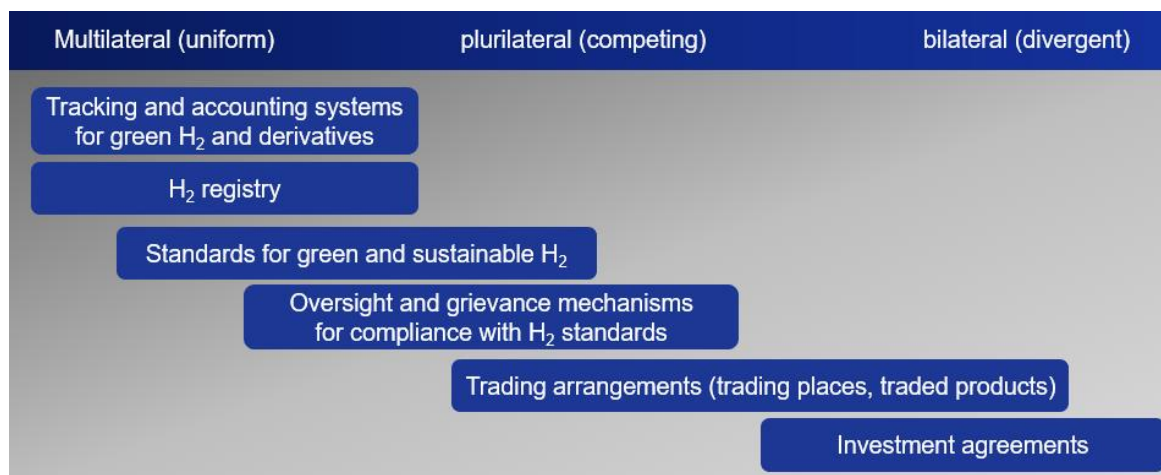 Multilateral (uniform) plurilateral (competing) bilateral (divergent)
Tracking and accounting systems
for green H₂ and derivatives
H₂ registry
Standards for green and sustainable H₂
Oversight and grievance mechanisms
for compliance with H₂ standards
Trading arrangements (trading places, traded products)
Investment agreements